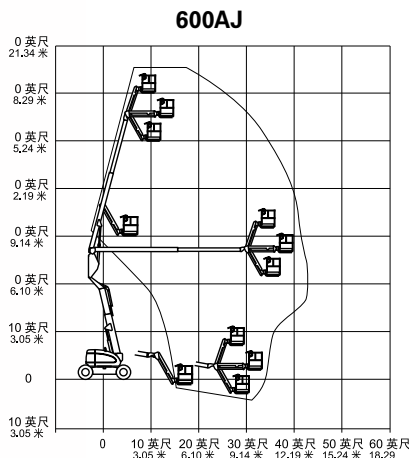 600AJ
0 英尺
21.34 米
0 英尺
8.29 米
0 英尺
5.24 米
0 英尺
2.19 米
0 英尺
9.14 米
0 英尺
6.10 米
10 英尺
3.05 米
0
10 英尺
3.05 米
0
10 英尺
3.05 米
20 英尺
6.10 米
30 英尺
9.14 米
40 英尺
12.19 米
50 英尺
15.24 米
60 英尺
18.29